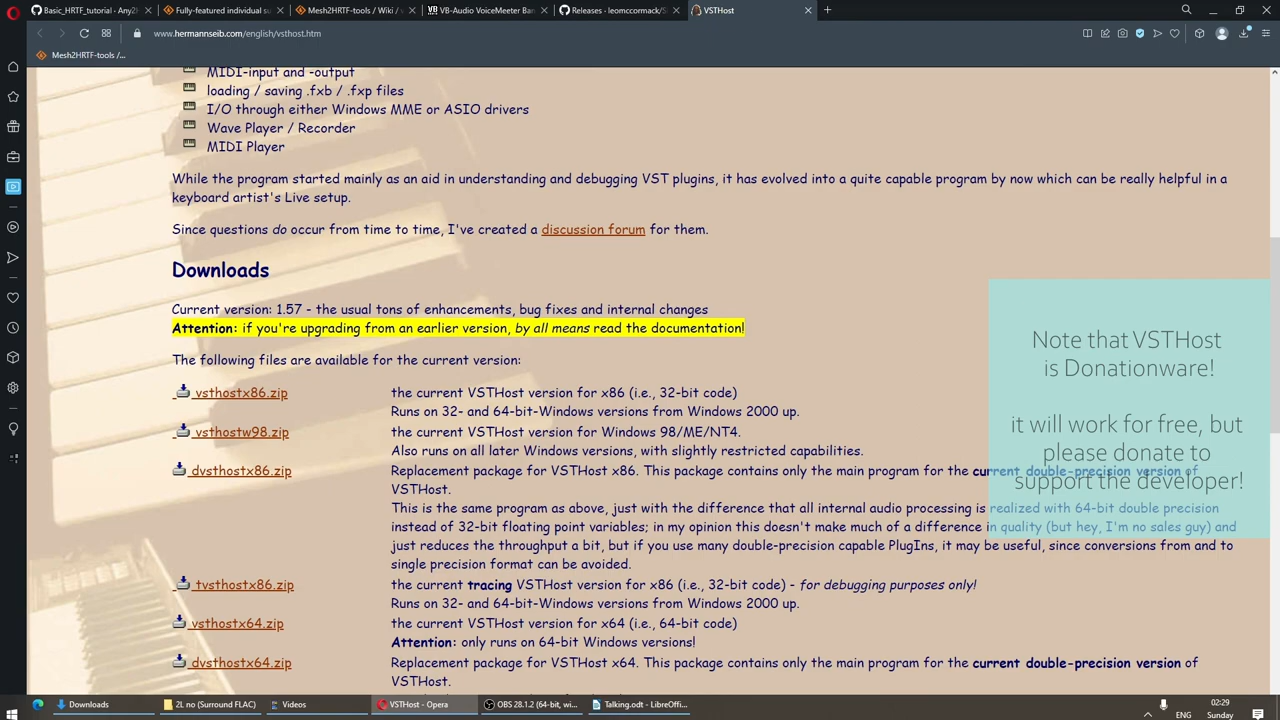 Basic_HRTF_tutorial - Any2H
Fully-featured individual su
Mesh2HRTF-tools / Wiki /
VB-Audio VoiceMeeter Ban
Releases · leomccormack/S
VSTHost
www.hermannseib.com/english/vsthost.htm
Mesh2HRTF-tools /...
MIDI-input and -output
loading / saving .fxb / .fxp files
I/O through either Windows MME or ASIO drivers
Wave Player / Recorder
MIDI Player
While the program started mainly as an aid in understanding and debugging VST plugins, it has evolved into a quite capable program by now which can be really helpful in a
keyboard artist's Live setup.
Since questions do occur from time to time, I've created a discussion forum for them.
Downloads
Current version: 1.57 - the usual tons of enhancements, bug fixes and internal changes
Attention: if you're upgrading from an earlier version, by all means read the documentation!
The following files are available for the current version:
vsthostx86.zip the current VSTHost version for x86 (i.e., 32-bit code)
Runs on 32- and 64-bit-Windows versions from Windows 2000 up.
vsthostw98.zip the current VSTHost version for Windows 98/ME/NT4.
Also runs on all later Windows versions, with slightly restricted capabilities.
dvsthostx86.zip Replacement package for VSTHost x86. This package contains only the main program for the current double-precision version of
VSTHost.
This is the same program as above, just with the difference that all internal audio processing is realized with 64-bit double precision
instead of 32-bit floating point variables; in my opinion this doesn't make much of a difference in quality (but hey, I'm no sales guy) and
just reduces the throughput a bit, but if you use many double-precision capable PlugIns, it may be useful, since conversions from and to
single precision format can be avoided.
tvsthostx86.zip the current tracing VSTHost version for x86 (i.e., 32-bit code) - for debugging purposes only!
Runs on 32- and 64-bit-Windows versions from Windows 2000 up.
vsthostx64.zip the current VSTHost version for x64 (i.e., 64-bit code)
Attention: only runs on 64-bit Windows versions!
dvsthostx64.zip Replacement package for VSTHost x64. This package contains only the main program for the current double-precision version of
VSTHost.
Note that VSTHost
is Donationware!
it will work for free, but
please donate to
support the developer!
Downloads
2L no (Surround FLAC)
Videos
VSTHost - Opera
OBS 28.1.2 (64-bit, wi...
Talking.odt - LibreOffi...
ENG
02:29
Sunday